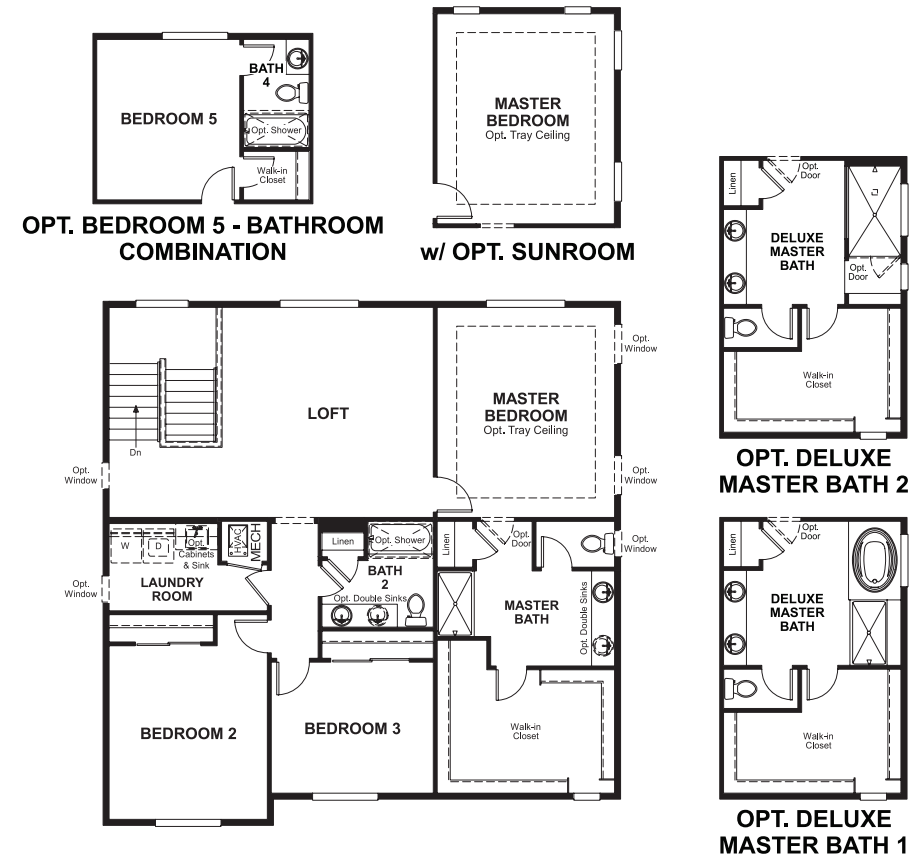 BEDROOM 5
BATH
4
Opt. Shower
Walk-in
Closet
OPT. BEDROOM 5 - BATHROOM
COMBINATION
MASTER
BEDROOM
Opt. Tray Ceiling
w/ OPT. SUNROOM
Linen
Opt.
Door
DELUXE
MASTER
BATH
Opt.
Door
Walk-in
Closet
OPT. DELUXE
MASTER BATH 2
Dn
LOFT
MASTER
BEDROOM
Opt. Tray Ceiling
Opt.
Window
Opt.
Window
Opt.
Window
Opt.
Window
Opt.
Window
W
D
Opt.
Cabinets
& Sink
LAUNDRY
ROOM
HVAC
MECH
Linen
Opt. Shower
BATH
2
Opt. Double Sinks
Linen
Opt.
Door
MASTER
BATH
Opt. Double Sinks
BEDROOM 2
BEDROOM 3
Walk-in
Closet
Linen
Opt.
Door
DELUXE
MASTER
BATH
Walk-in
Closet
OPT. DELUXE
MASTER BATH 1